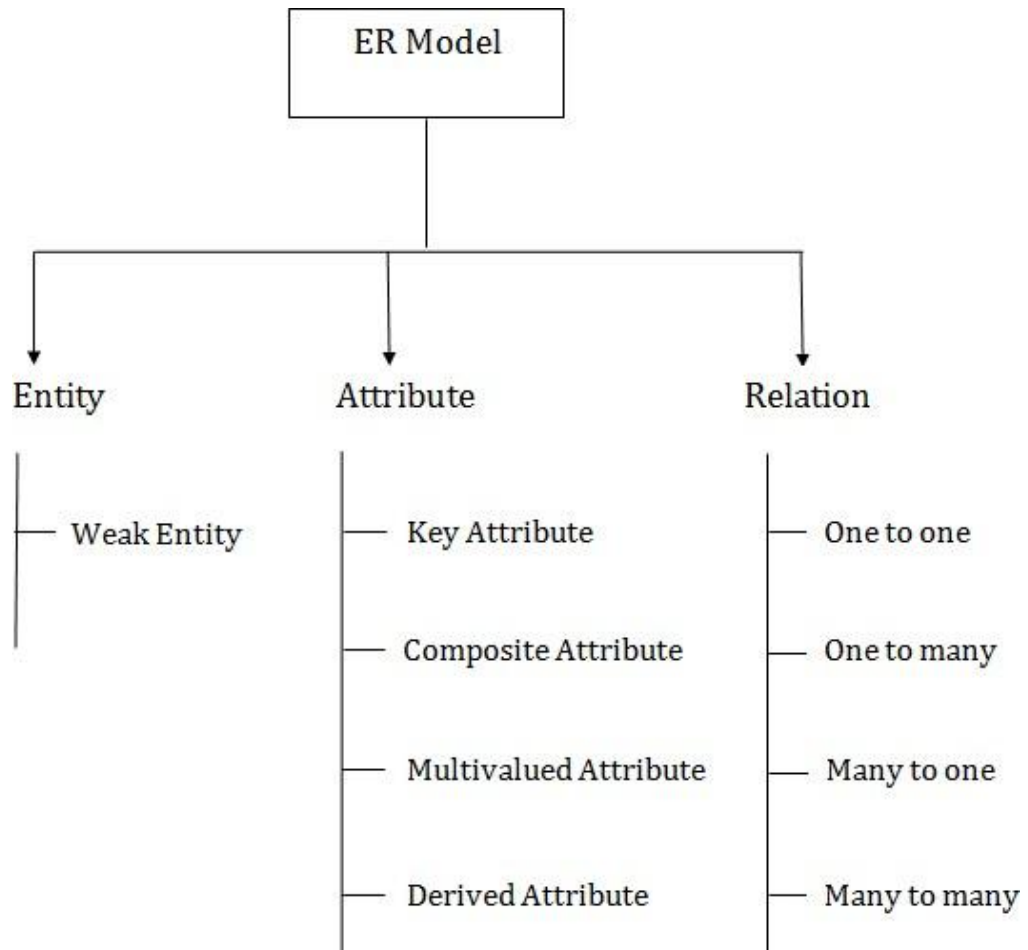 ER Model
Entity
Attribute
Relation
Weak Entity
Key Attribute
One to one
Composite Attribute
One to many
Multivalued Attribute
Many to one
Derived Attribute
Many to many